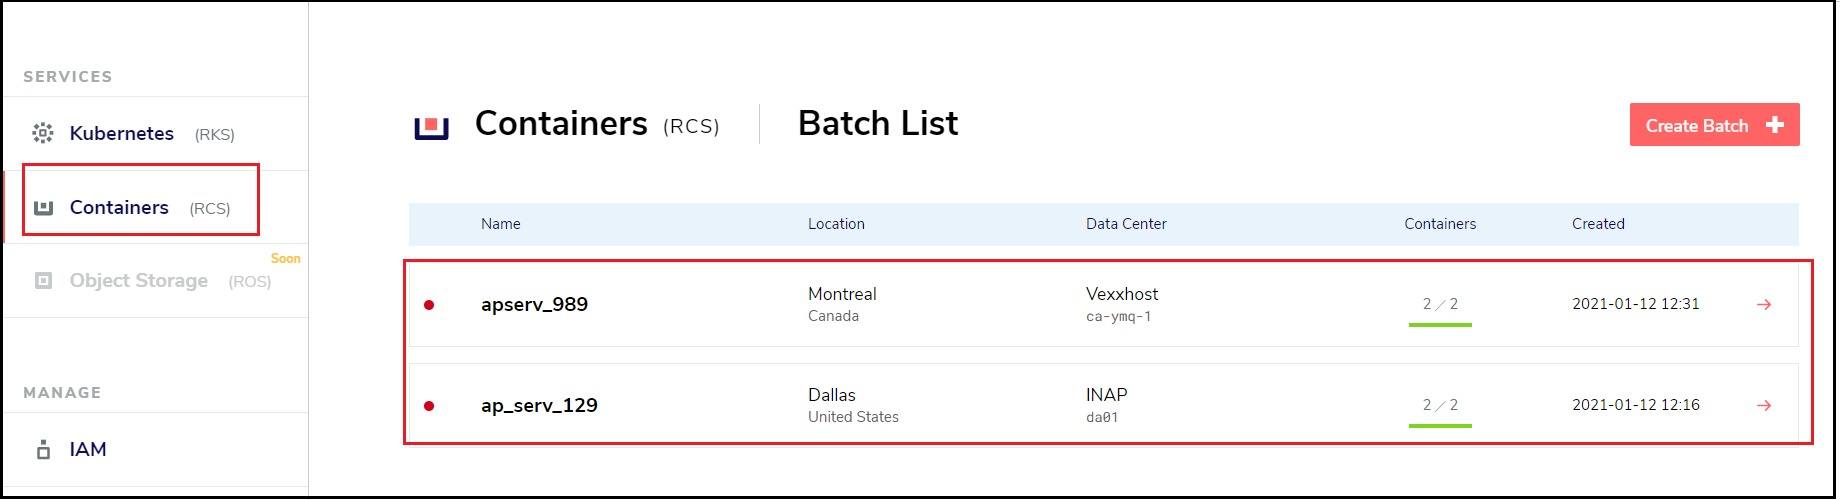 SERVICES
Kubernetes (RKS)
Containers (RCS)
Soon
Object Storage (ROS)
MANAGE
IAM
Containers (RCS) Batch List
Create Batch
Name Location Data Center Containers Created
apserv_989 Montreal Vexxhost 2 / 2 2021-01-12 12:31
Canada ca-ymq-1
ap_serv_129 Dallas INAP 2 / 2 2021-01-12 12:16
United States da01